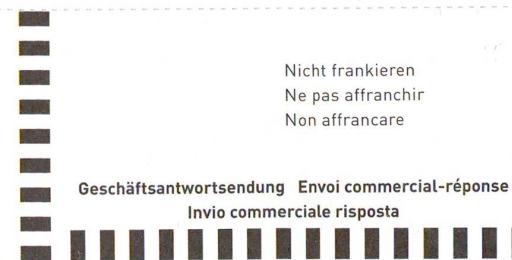 Nicht frankieren
Ne pas affranchir
Non affrancare
Geschäftsantwortsendung Envoi commercial-réponse
Invio commerciale risposta